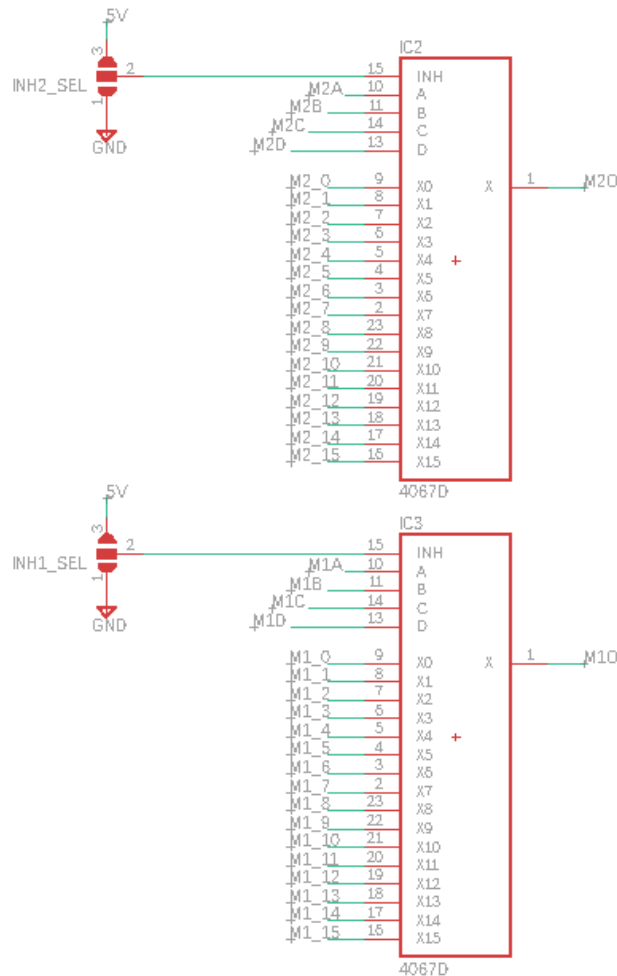 5V
IC2
3
2
INH2_SEL
1
GND
15 INH
M2A 10 A
M2B 11 B
M2C 14 C
M2D 13 D
M2_0 9 X0 X 1 M2O
M2_1 8 X1
M2_2 7 X2
M2_3 6 X3
M2_4 5 X4
M2_5 4 X5
M2_6 3 X6
M2_7 2 X7
M2_8 23 X8
M2_9 22 X9
M2_10 21 X10
M2_11 20 X11
M2_12 19 X12
M2_13 18 X13
M2_14 17 X14
M2_15 16 X15
4067D
5V
IC3
3
2
INH1_SEL
1
GND
15 INH
M1A 10 A
M1B 11 B
M1C 14 C
M1D 13 D
M1_0 9 X0 X 1 M1O
M1_1 8 X1
M1_2 7 X2
M1_3 6 X3
M1_4 5 X4
M1_5 4 X5
M1_6 3 X6
M1_7 2 X7
M1_8 23 X8
M1_9 22 X9
M1_10 21 X10
M1_11 20 X11
M1_12 19 X12
M1_13 18 X13
M1_14 17 X14
M1_15 16 X15
4067D